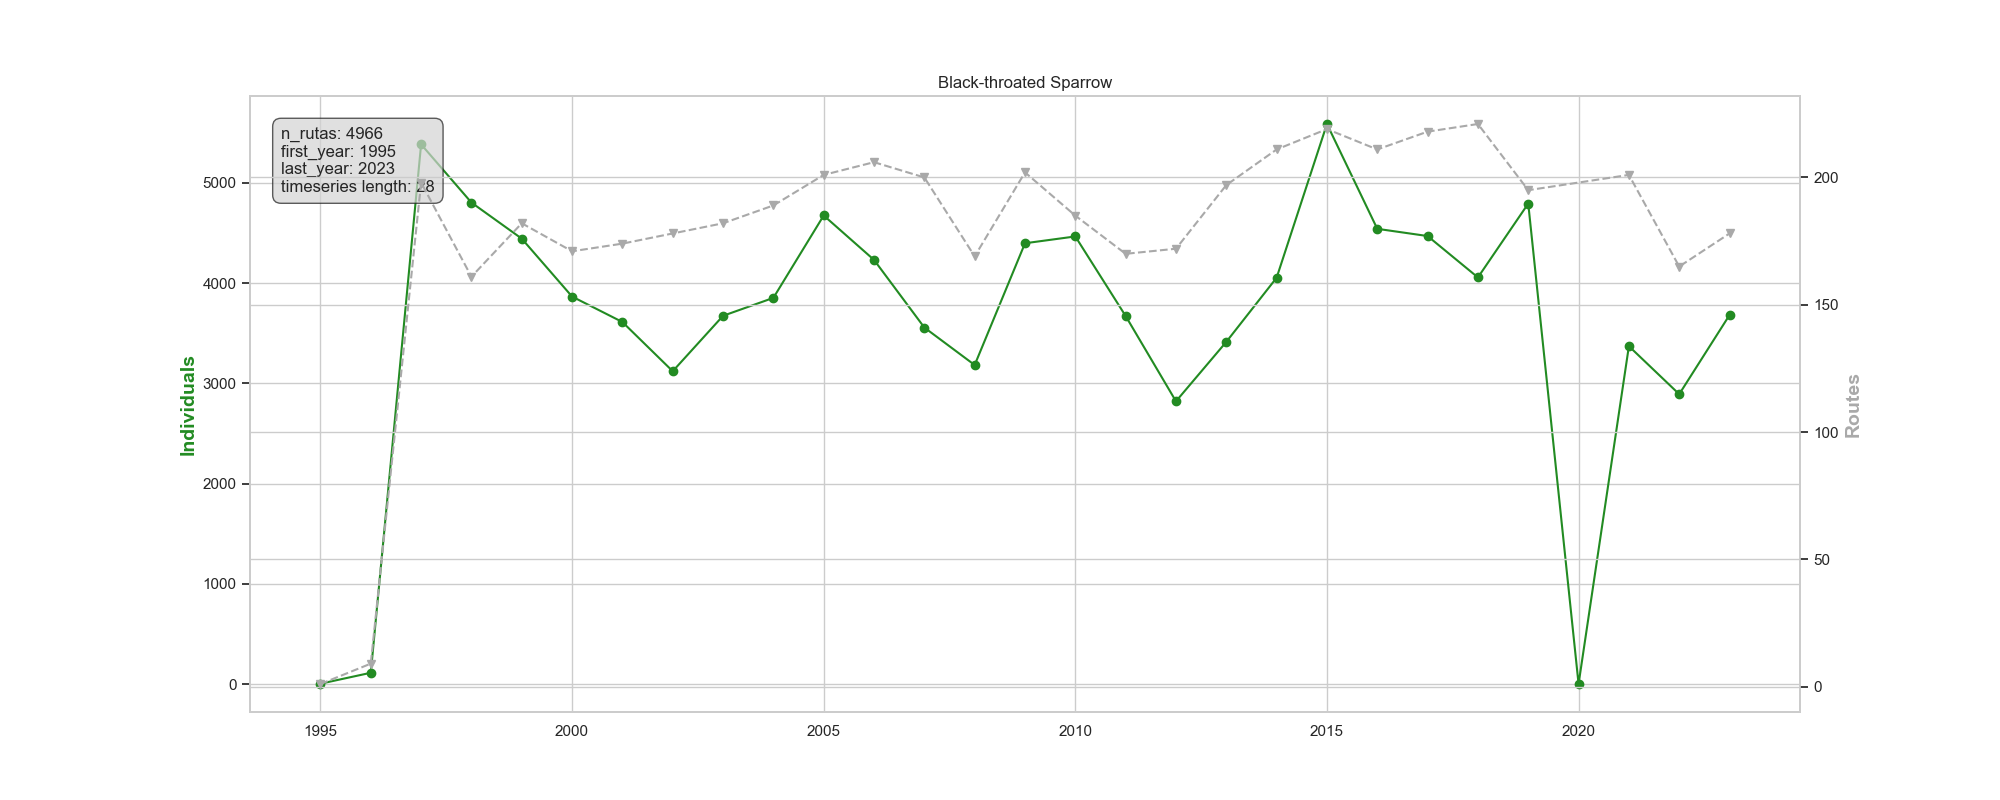 Black-throated Sparrow
n_rutas: 4966
first_year: 1995
last_year: 2023
timeseries length: 28
5000
4000
3000
2000
1000
0
Individuals
200
150
100
50
0
Routes
1995
2000
2005
2010
2015
2020